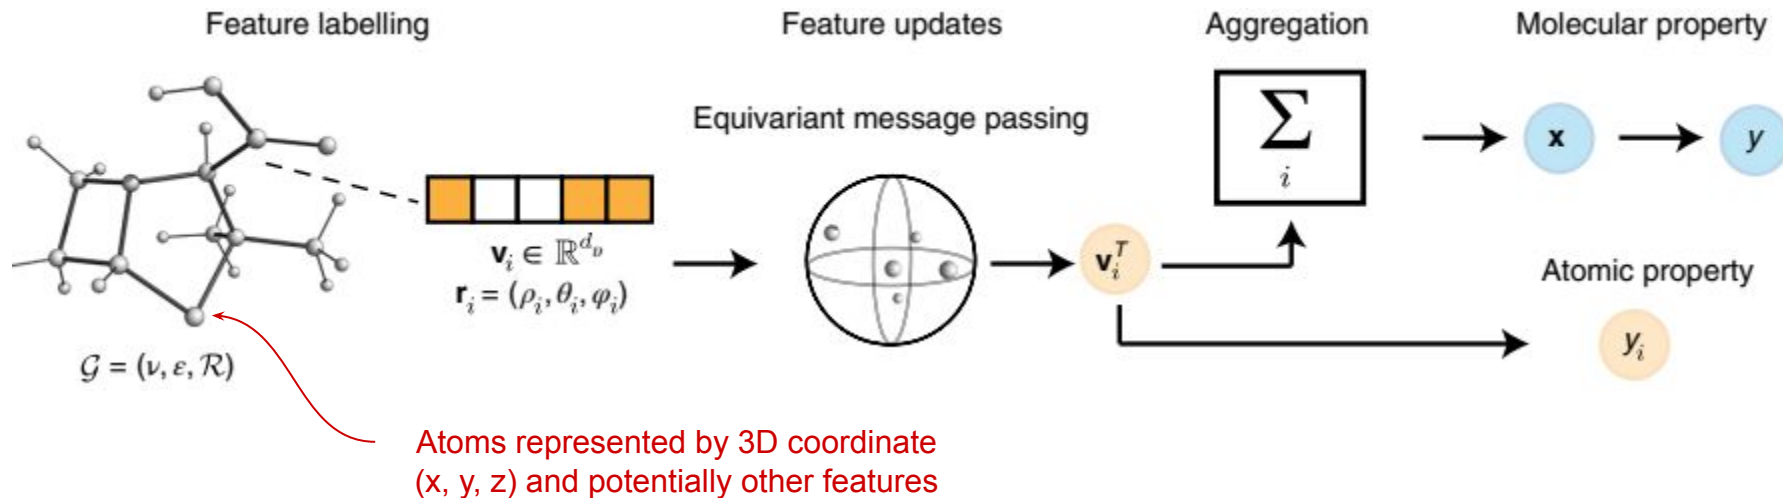 Feature labelling
Feature updates
Aggregation
Molecular property
Equivariant message passing
∑
i
x
y
𝐯ᵢ ∈ ℝ^{d_v}
𝐫ᵢ = (ρᵢ, θᵢ, φᵢ)
𝐯ᵢᵀ
Atomic property
yᵢ
𝒢 = (ν, ε, ℛ)
Atoms represented by 3D coordinate
(x, y, z) and potentially other features